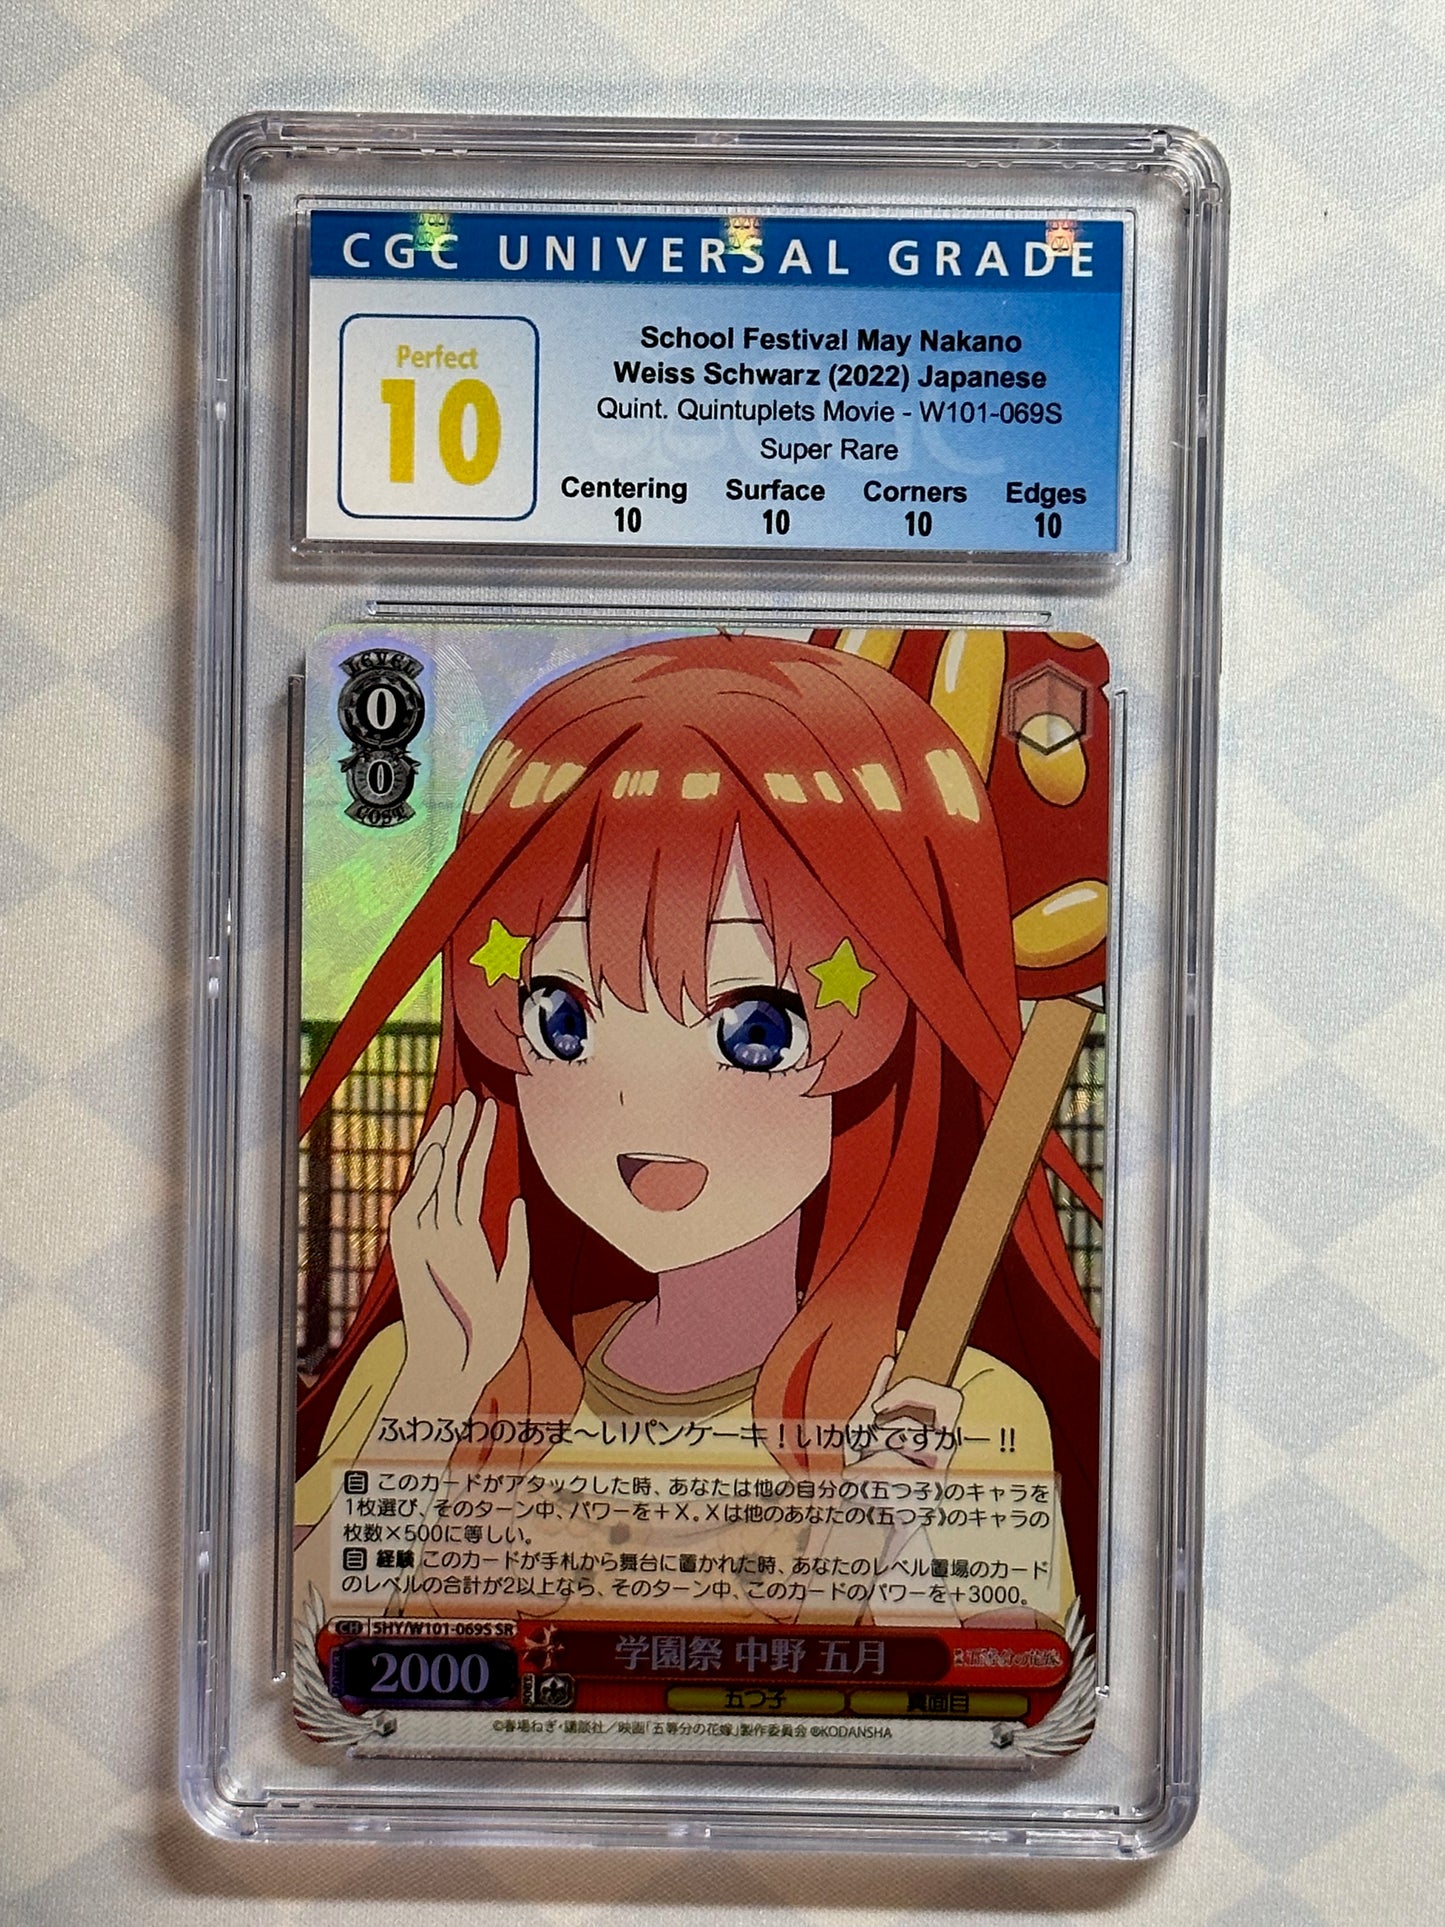 CGC UNIVERSAL GRADE
Perfect
10
School Festival May Nakano
Weiss Schwarz (2022) Japanese
Quint. Quintuplets Movie - W101-069S
Super Rare
Centering Surface Corners Edges
10 10 10 10
LEVEL
0
0
COST
ふわふわのあま～いパンケーキ！いかがですかー!!
自 このカードがアタックした時、あなたは他の自分の《五つ子》のキャラを
1枚選び、そのターン中、パワーを＋X。Xは他のあなたの《五つ子》のキャラの
枚数×500に等しい。
自 経験 このカードが手札から舞台に置かれた時、あなたのレベル置場のカード
のレベルの合計が2以上なら、そのターン中、このカードのパワーを＋3000。
CH 5HY/W101-069S SR
2000
学園祭 中野 五月
五つ子 真面目
©春場ねぎ・講談社／映画「五等分の花嫁」製作委員会 ®KODANSHA